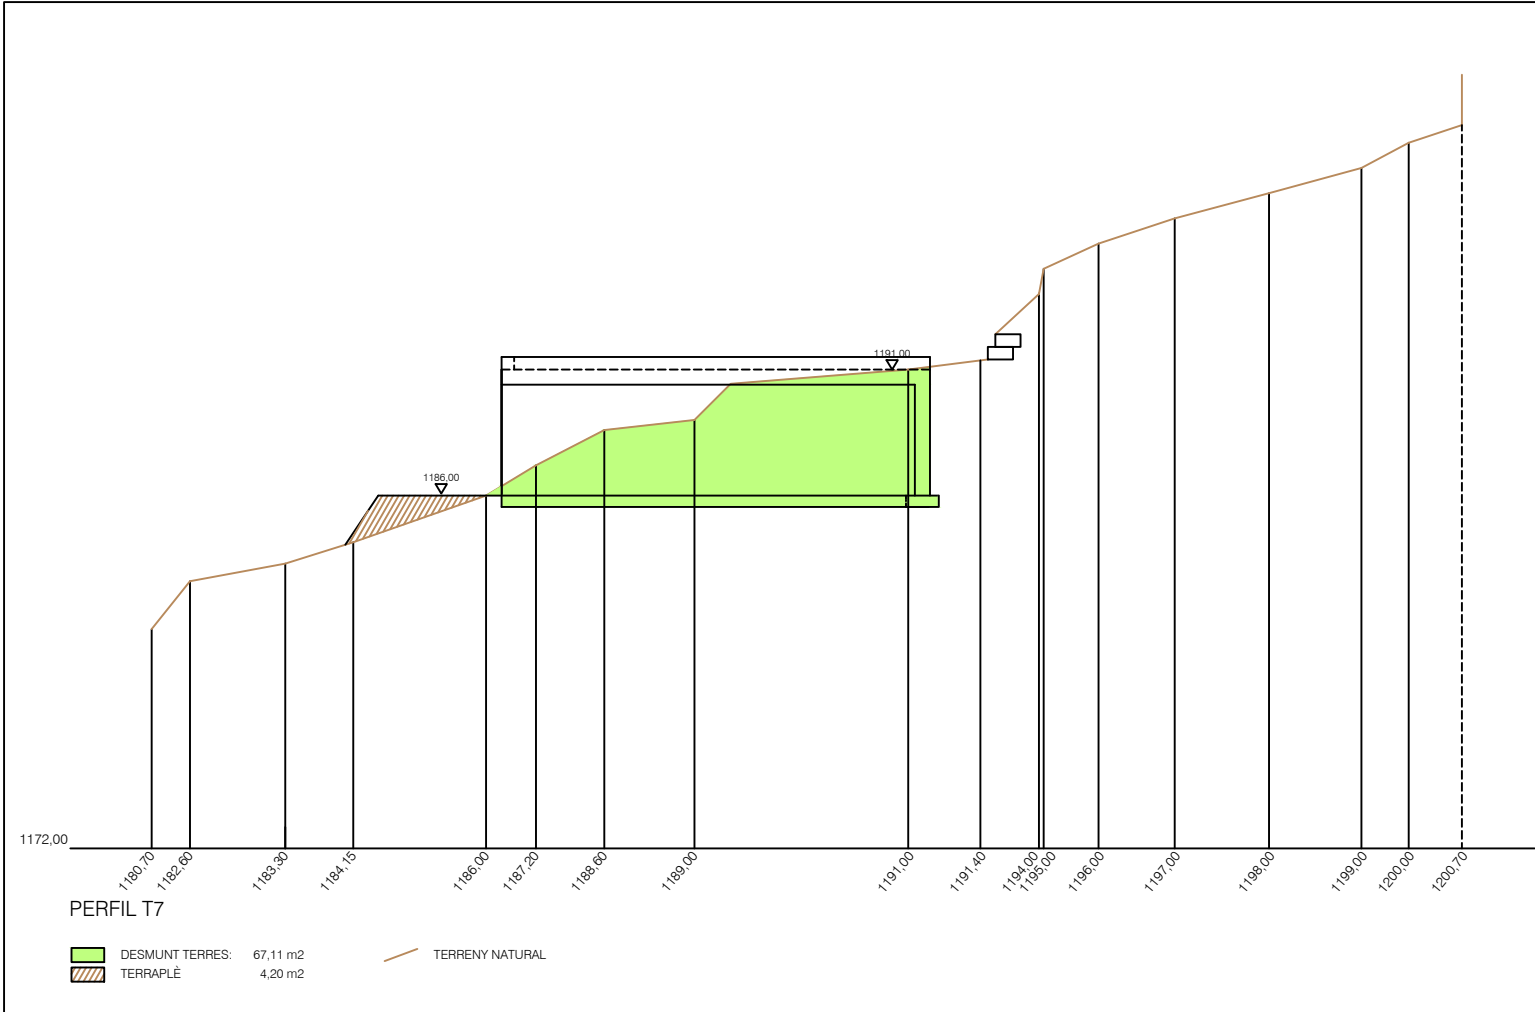 1191,00
1186,00
1172,00
1180,70 1182,60 1183,30 1184,15 1186,00 1187,20 1188,60 1189,00 1191,00 1191,40 1194,00 1195,00 1196,00 1197,00 1198,00 1199,00 1200,00 1200,70
PERFIL T7
DESMUNT TERRES: 67,11 m2 TERRENY NATURAL
TERRAPLÈ 4,20 m2